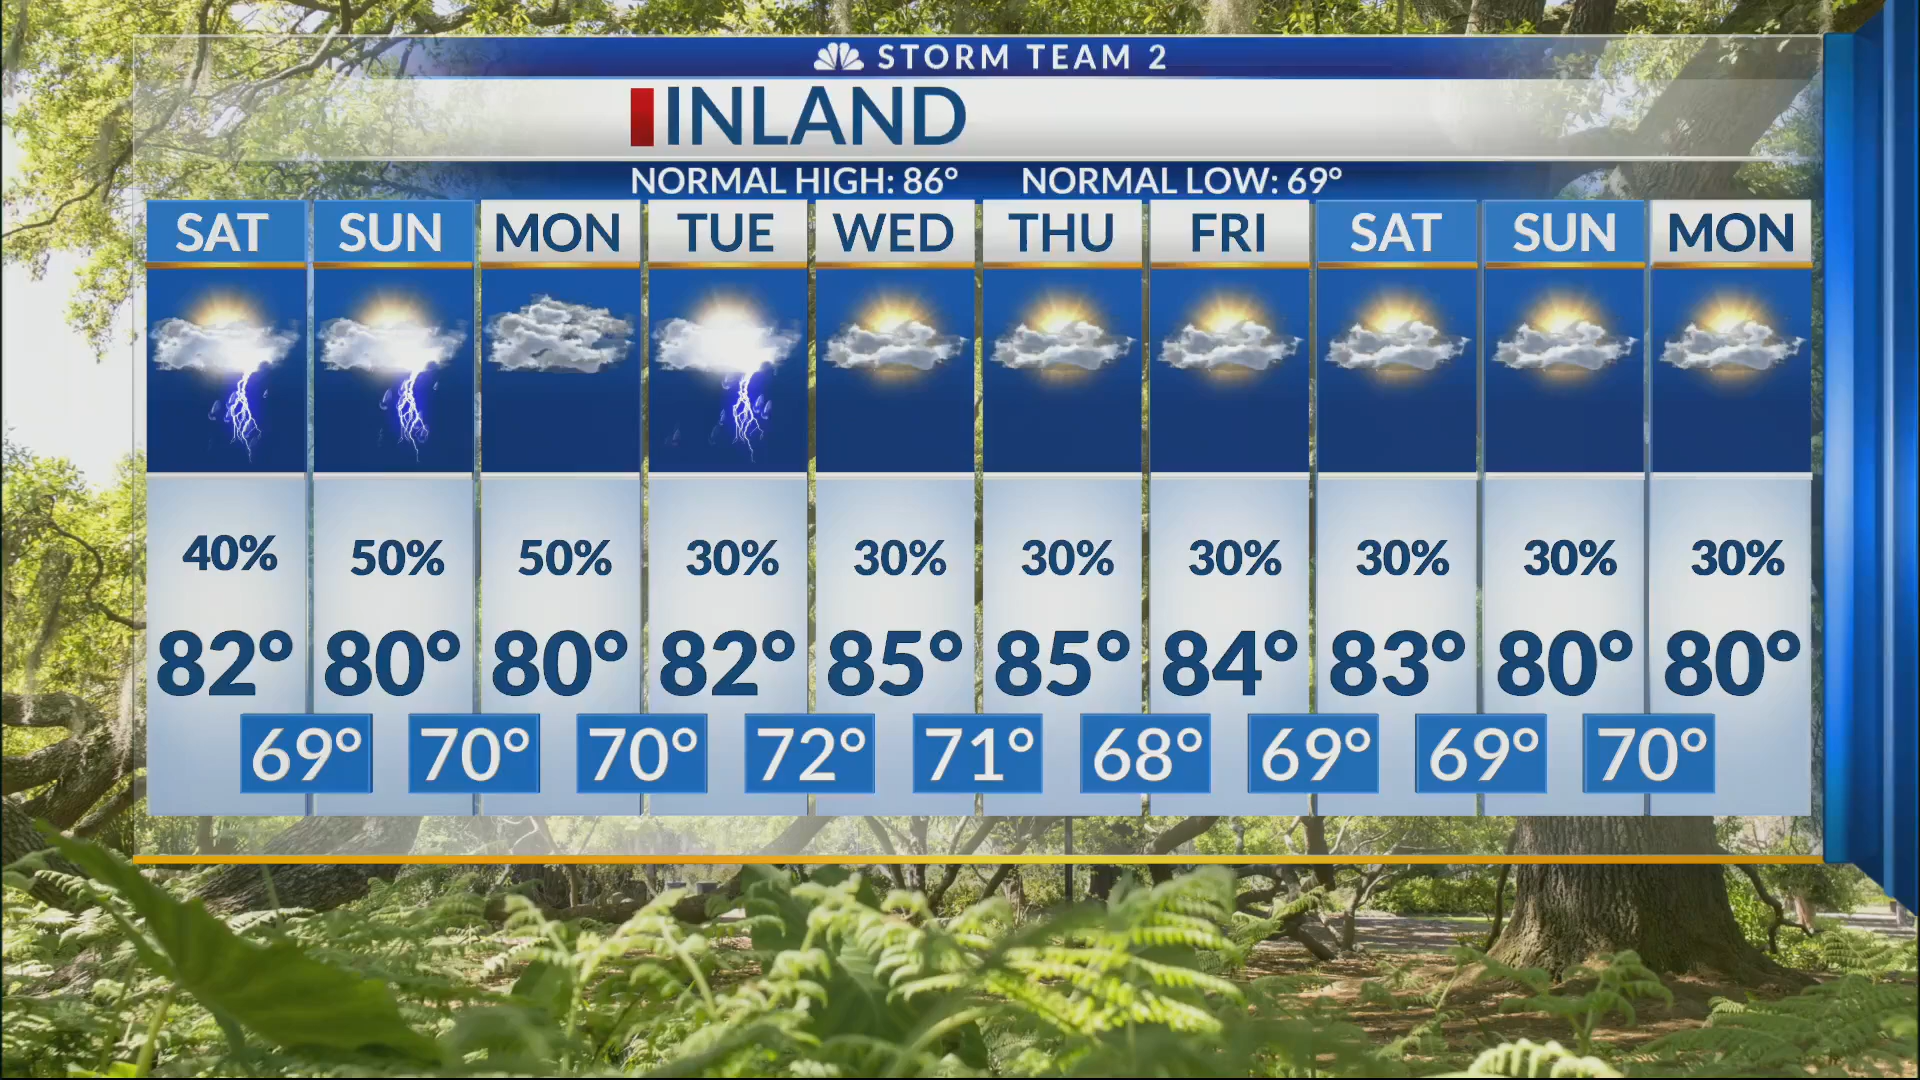 STORM TEAM 2
INLAND
NORMAL HIGH: 86° NORMAL LOW: 69°
SAT SUN MON TUE WED THU FRI SAT SUN MON
40% 50% 50% 30% 30% 30% 30% 30% 30% 30%
82° 80° 80° 82° 85° 85° 84° 83° 80° 80°
69° 70° 70° 72° 71° 68° 69° 69° 70°